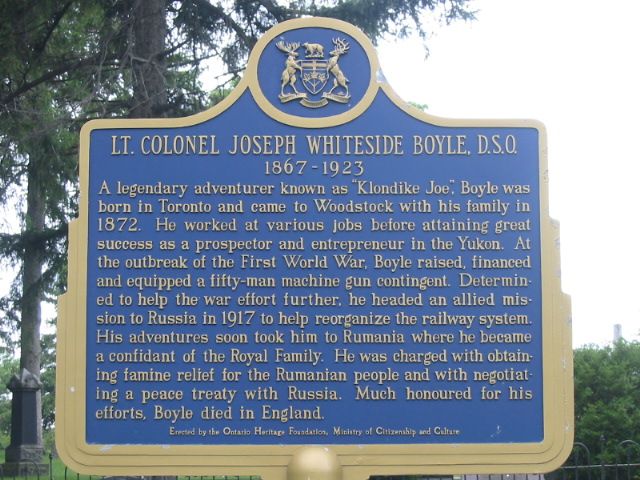 LT. COLONEL JOSEPH WHITESIDE BOYLE, D.S.O.
1867-1923
A legendary adventurer known as "Klondike Joe", Boyle was
born in Toronto and came to Woodstock with his family in
1872. He worked at various jobs before attaining great
success as a prospector and entrepreneur in the Yukon. At
the outbreak of the First World War, Boyle raised, financed
and equipped a fifty-man machine gun contingent. Determin-
ed to help the war effort further, he headed an allied mis-
sion to Russia in 1917 to help reorganize the railway system.
His adventures soon took him to Rumania where he became
a confidant of the Royal Family. He was charged with obtain-
ing famine relief for the Rumanian people and with negotiat-
ing a peace treaty with Russia. Much honoured for his
efforts, Boyle died in England.
Erected by the Ontario Heritage Foundation, Ministry of Citizenship and Culture